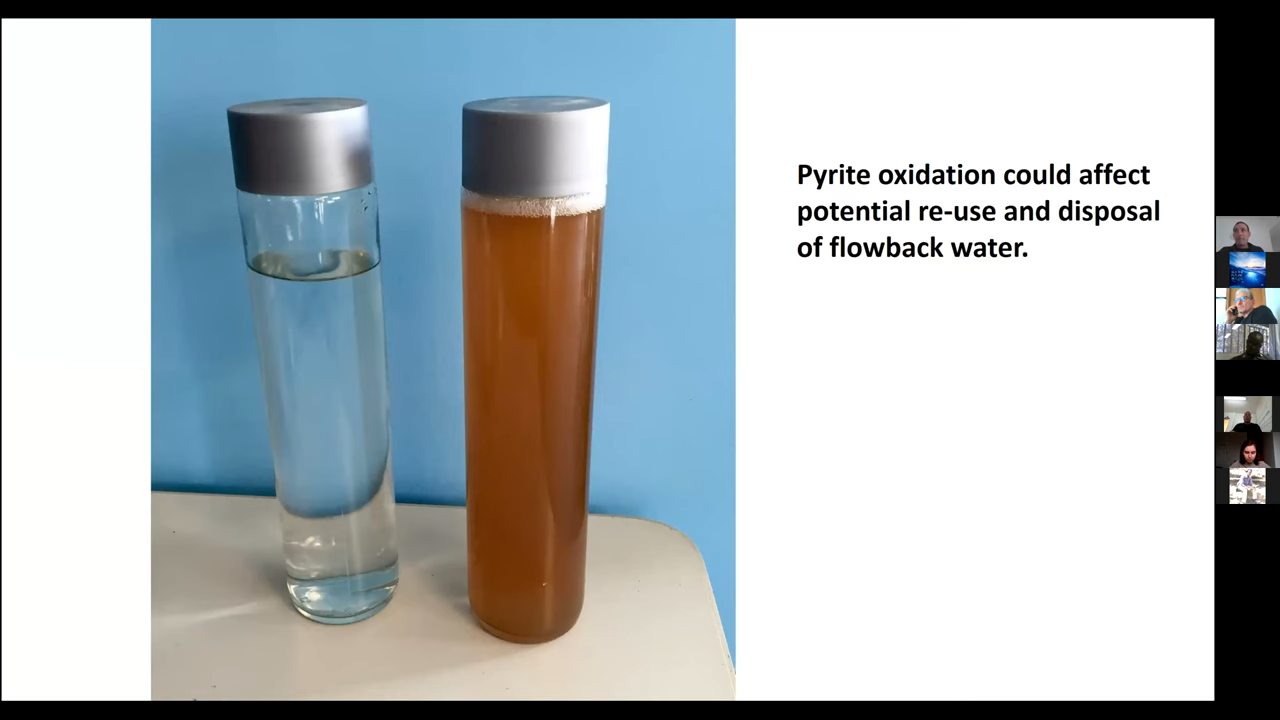 Pyrite oxidation could affect
potential re-use and disposal
of flowback water.